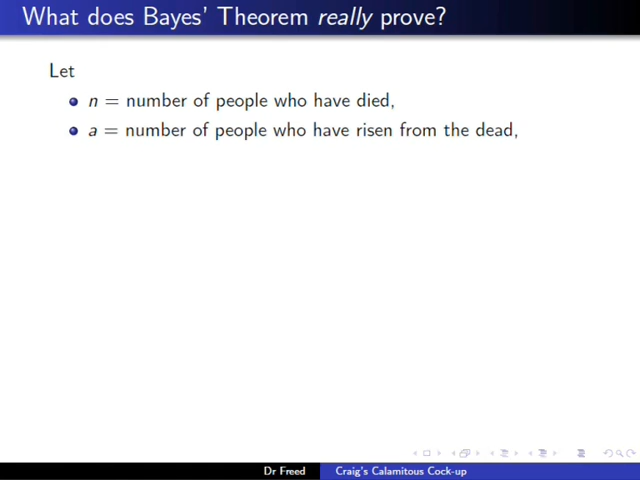 What does Bayes' Theorem really prove?
Let
n = number of people who have died,
a = number of people who have risen from the dead,
Dr Freed
Craig's Calamitous Cock-up